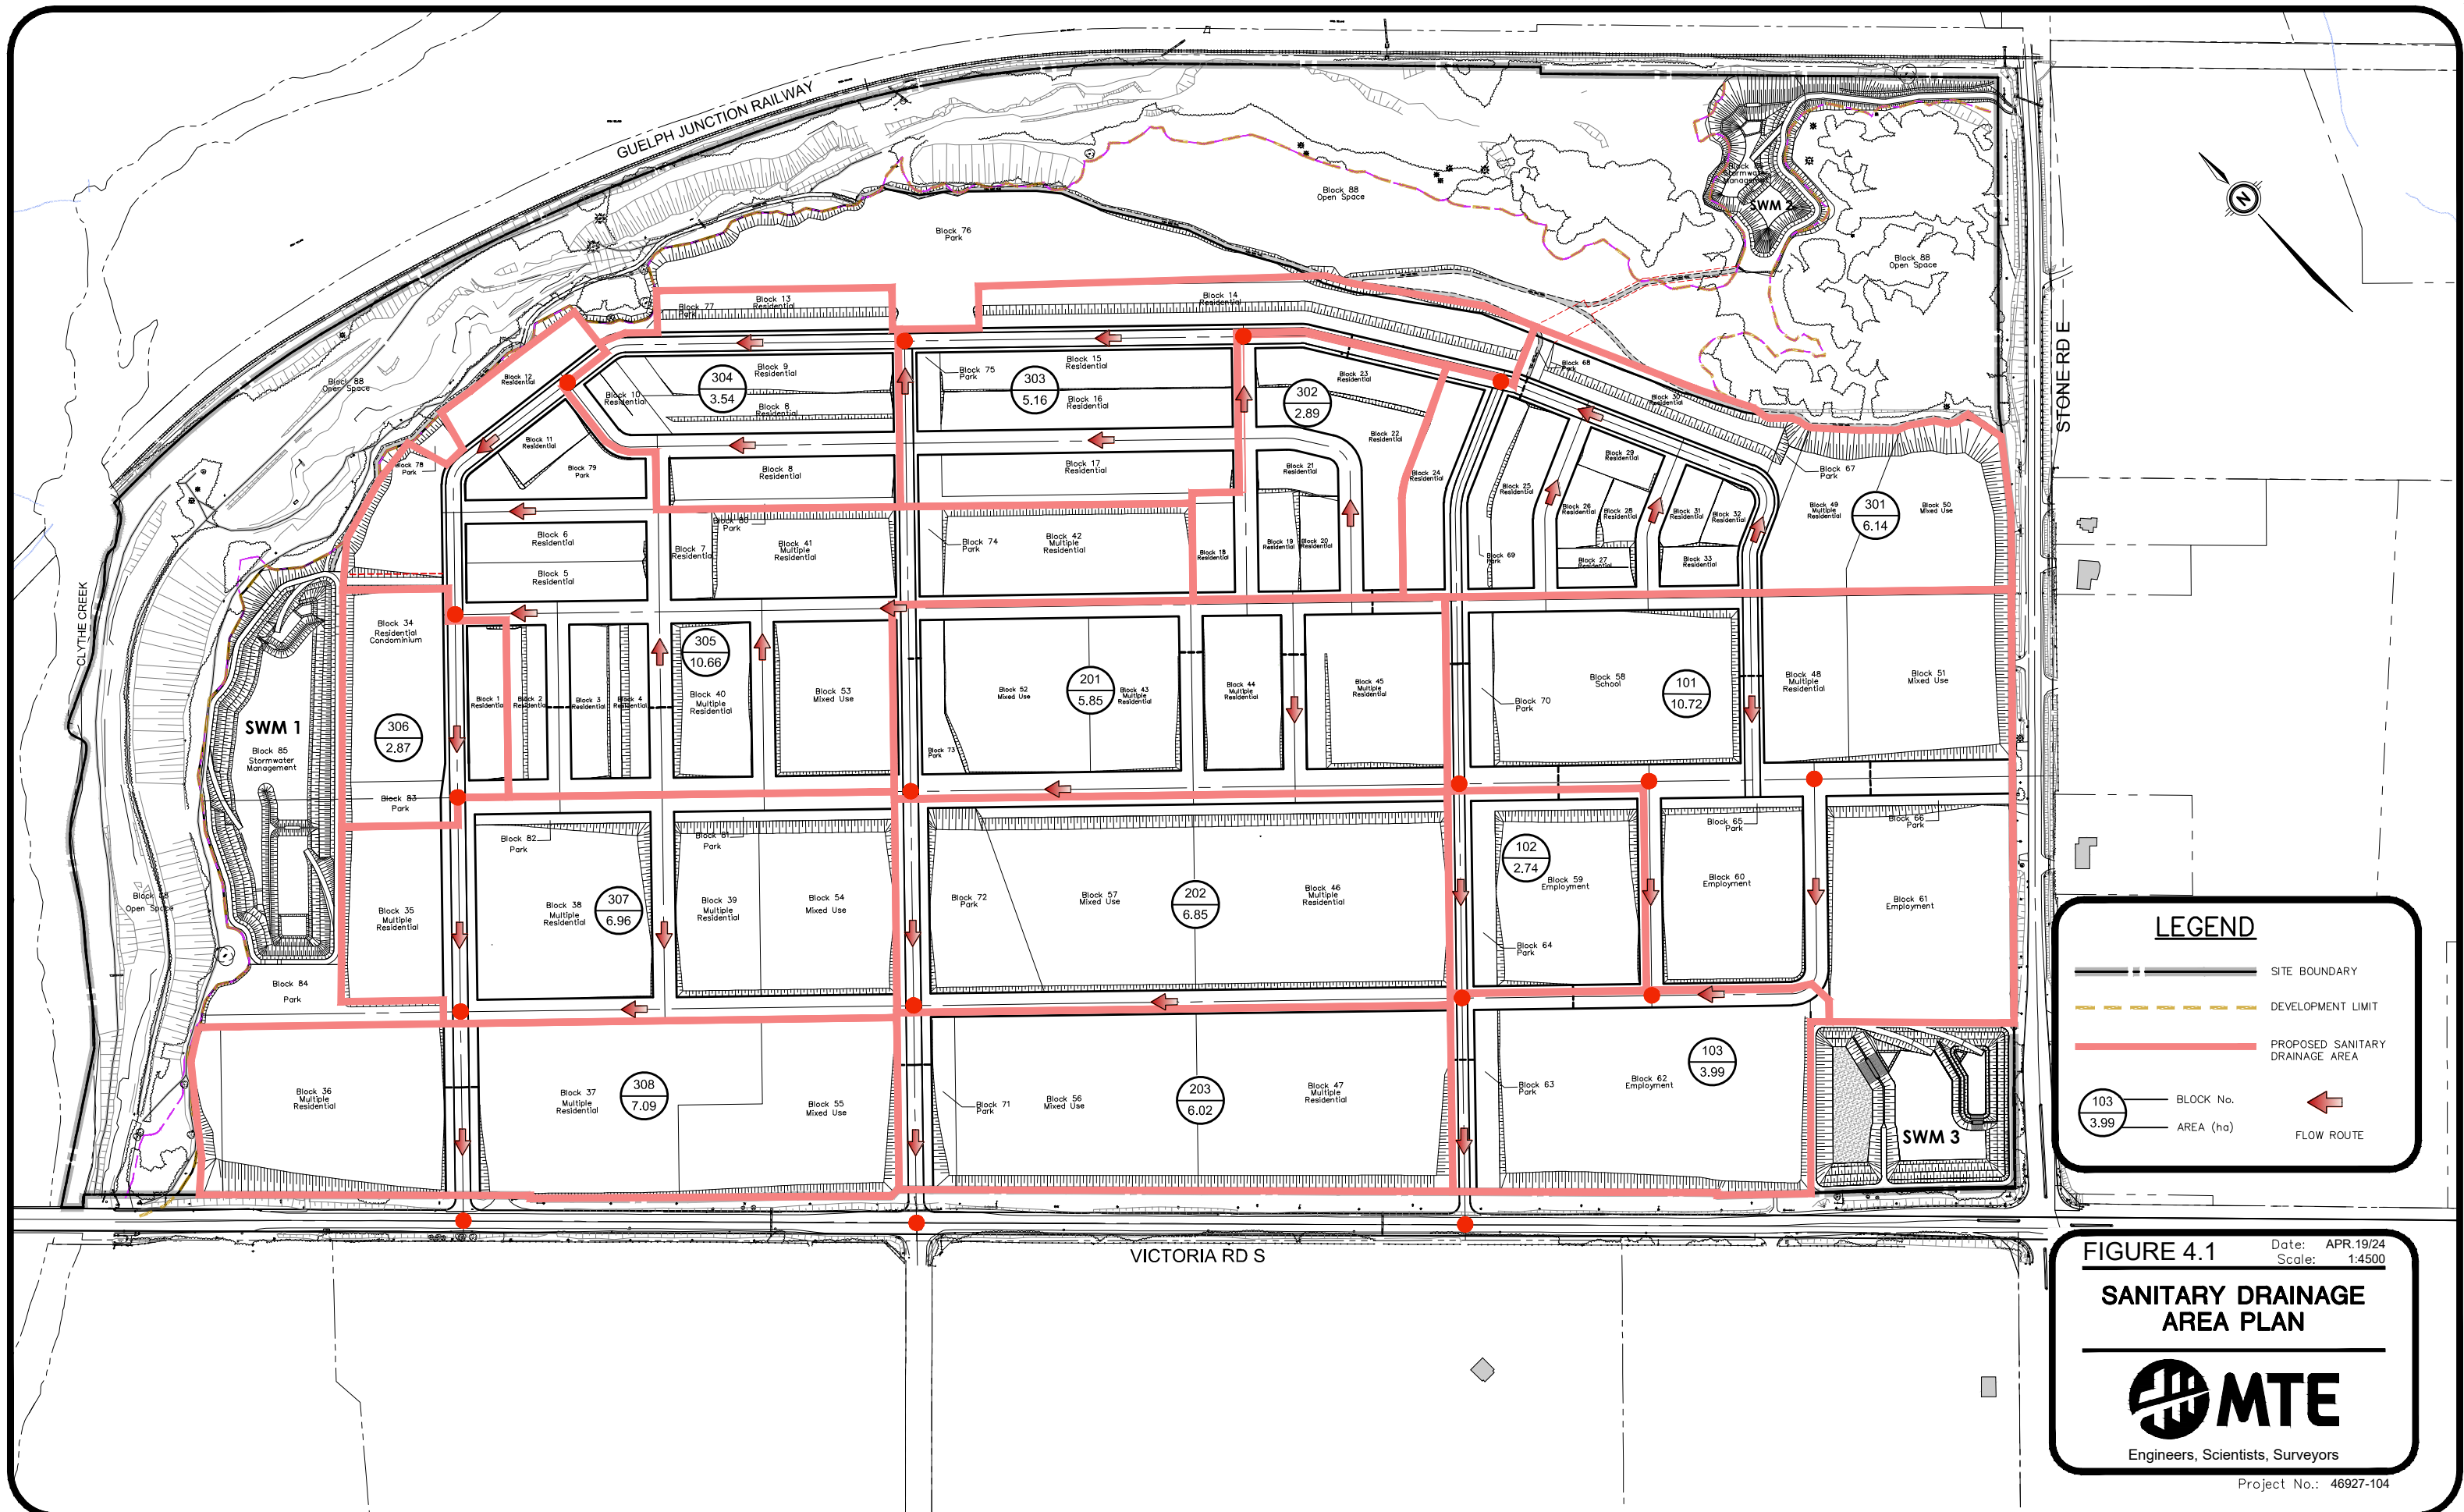 GUELPH JUNCTION RAILWAY
Block 88
Open Space
Block 86
Stormwater
Management
SWM 2
Block 88
Open Space
Block 76
Park
STONE RD E
N
Block 77
Park
Block 13
Residential
Block 14
Residential
Block 88
Open Space
Block 12
Residential
Block 10
Residential
304
3.54
Block 9
Residential
Block 8
Residential
Block 75
Park
303
5.16
Block 15
Residential
Block 16
Residential
302
2.89
Block 23
Residential
Block 22
Residential
Block 68
Park
Block 30
Residential
Block 11
Residential
Block 79
Park
Block 78
Park
Block 8
Residential
Block 17
Residential
Block 21
Residential
Block 24
Residential
Block 25
Residential
Block 29
Residential
Block 67
Park
Block 49
Multiple
Residential
301
6.14
Block 50
Mixed Use
Block 26
Residential
Block 28
Residential
Block 31
Residential
Block 32
Residential
Block 6
Residential
Block 5
Residential
Block 7
Residential
Block 80
Park
Block 41
Multiple
Residential
Block 74
Park
Block 42
Multiple
Residential
Block 18
Residential
Block 19
Residential
Block 20
Residential
Block 69
Park
Block 27
Residential
Block 33
Residential
CLYTHE CREEK
Block 34
Residential
Condominium
SWM 1
Block 85
Stormwater
Management
306
2.87
Block 83
Park
Block 1
Residential
Block 2
Residential
Block 3
Residential
Block 4
Residential
305
10.66
Block 40
Multiple
Residential
Block 53
Mixed Use
Block 52
Mixed Use
201
5.85
Block 43
Multiple
Residential
Block 73
Park
Block 44
Multiple
Residential
Block 45
Multiple
Residential
Block 70
Park
Block 58
School
101
10.72
Block 48
Multiple
Residential
Block 51
Mixed Use
Block 82
Park
Block 81
Park
Block 65
Park
Block 66
Park
Open Space
Block 35
Multiple
Residential
Block 38
Multiple
Residential
307
6.96
Block 39
Multiple
Residential
Block 54
Mixed Use
Block 72
Park
Block 57
Mixed Use
202
6.85
Block 46
Multiple
Residential
102
2.74
Block 59
Employment
Block 64
Park
Block 60
Employment
Block 61
Employment
Block 84
Park
Block 36
Multiple
Residential
Block 37
Multiple
Residential
308
7.09
Block 55
Mixed Use
Block 71
Park
Block 56
Mixed Use
203
6.02
Block 47
Multiple
Residential
Block 63
Park
Block 62
Employment
103
3.99
SWM 3
VICTORIA RD S
LEGEND
SITE BOUNDARY
DEVELOPMENT LIMIT
PROPOSED SANITARY
DRAINAGE AREA
103
3.99
BLOCK No.
AREA (ha)
FLOW ROUTE
FIGURE 4.1
Date: APR.19/24
Scale: 1:4500
SANITARY DRAINAGE
AREA PLAN
MTE
Engineers, Scientists, Surveyors
Project No.: 46927-104